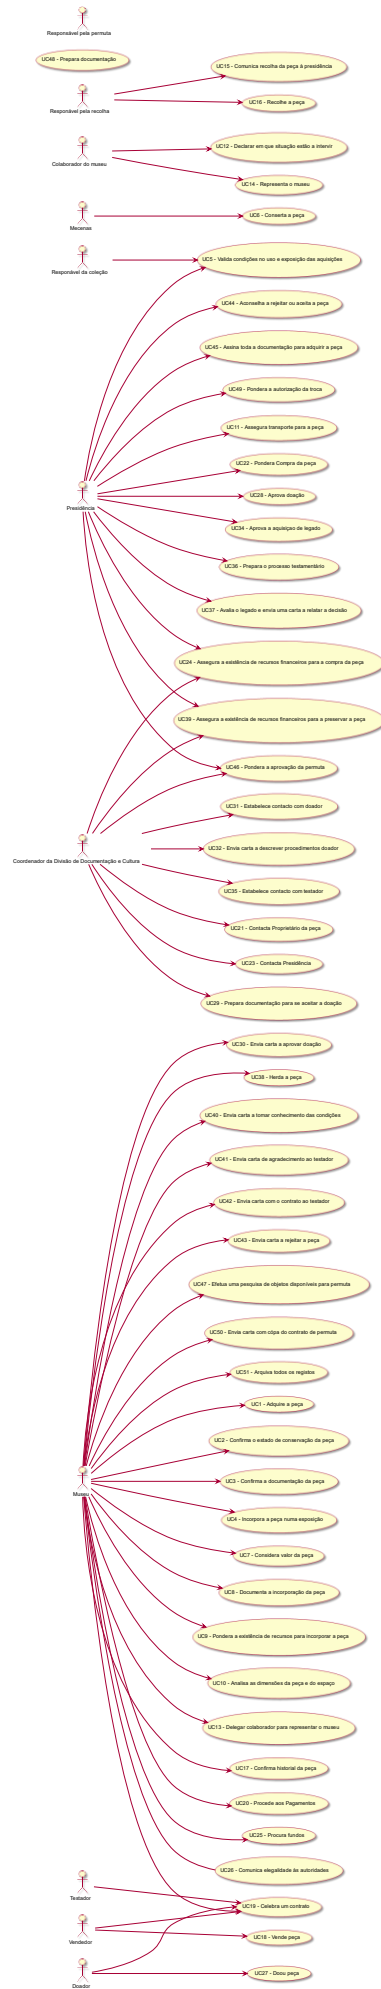 Responsável pela permuta
UC48 - Prepara documentação
UC15 - Comunica recolha da peça à presidência
Responsável pela recolha
UC16 - Recolhe a peça
UC12 - Declarar em que situação estão a intervir
Colaborador do museu
UC14 - Representa o museu
UC6 - Conserta a peça
Mecenas
UC5 - Valida condições no uso e exposição das aquisições
Responsável da coleção
UC44 - Aconselha a rejeitar ou aceita a peça
UC45 - Assina toda a documentação para adquirir a peça
UC49 - Pondera a autorização da troca
UC11 - Assegura transporte para a peça
UC22 - Pondera Compra da peça
UC28 - Aprova doação
Presidência
UC34 - Aprova a aquisiçao de legado
UC36 - Prepara o processo testamentário
UC37 - Avalia o legado e envia uma carta a relatar a decisão
UC24 - Assegura a existência de recursos financeiros para a compra da peça
UC39 - Assegura a existência de recursos financeiros para a preservar a peça
UC46 - Pondera a aprovação da permuta
UC31 - Estabelece contacto com doador
UC32 - Envia carta a descrever procedimentos doador
Coordenador da Divisão de Documentação e Cultura
UC35 - Estabelece contacto com testador
UC21 - Contacta Proprietário da peça
UC23 - Contacta Presidência
UC29 - Prepara documentação para se aceitar a doação
UC30 - Envia carta a aprovar doação
UC38 - Herda a peça
UC40 - Envia carta a tomar conhecimento das condições
UC41 - Envia carta de agradecimento ao testador
UC42 - Envia carta com o contrato ao testador
UC43 - Envia carta a rejeitar a peça
UC47 - Efetua uma pesquisa de objetos disponíveis para permuta
UC50 - Envia carta com cópa do contrato de permuta
UC51 - Arquiva todos os registos
UC1 - Adquire a peça
UC2 - Confirma o estado de conservação da peça
UC3 - Confirma a documentação da peça
Museu
UC4 - Incorpora a peça numa exposição
UC7 - Considera valor da peça
UC8 - Documente a incorporação da peça
UC9 - Pondera a existência de recursos para incorporar a peça
UC10 - Analisa as dimensões da peça e do espaço
UC13 - Delegar colaborador para representar o museu
UC17 - Confirma historial da peça
UC20 - Procede aos Pagamentos
UC25 - Procura fundos
UC26 - Comunica elegalidade às autoridades
Testador
UC19 - Celebra um contrato
Vendedor
UC18 - Vende peça
UC27 - Docu peça
Doador